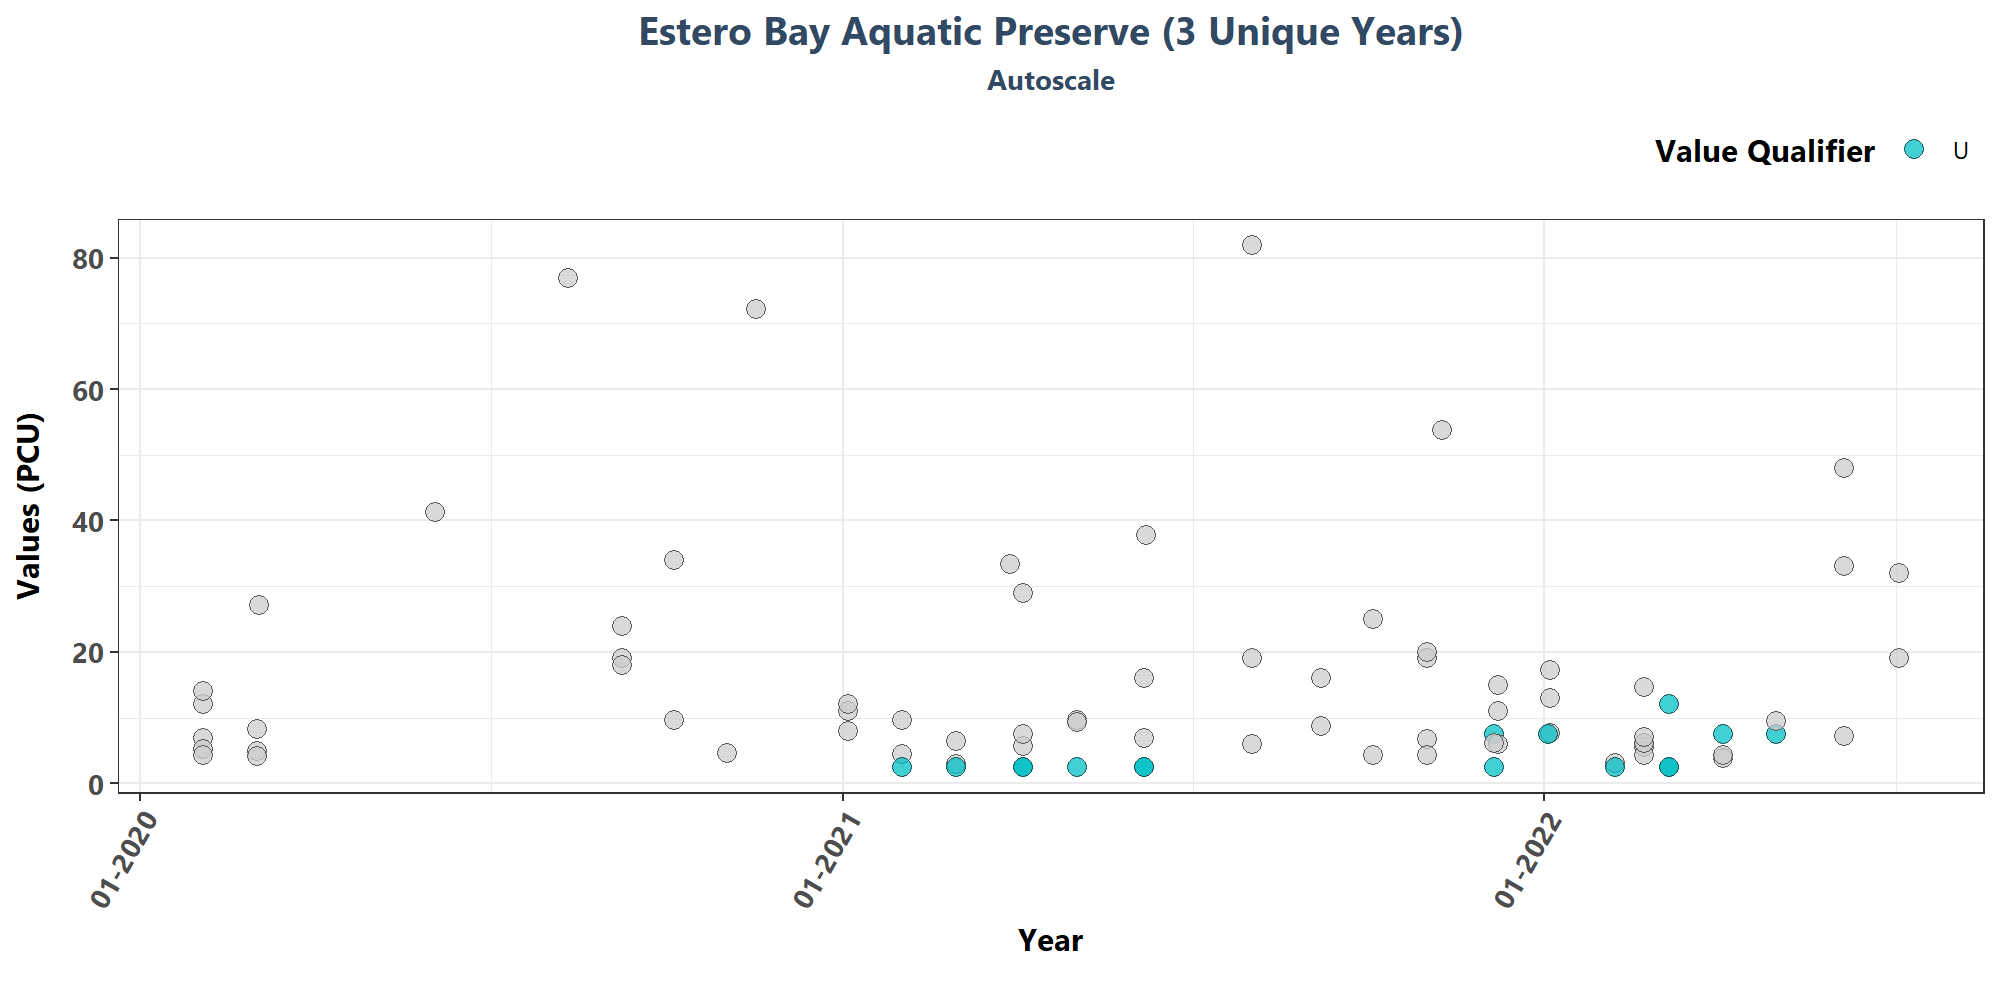 Estero Bay Aquatic Preserve (3 Unique Years)
Autoscale
Value Qualifier U
Values (PCU)
80
60
40
20
0
01-2020
01-2021
01-2022
Year